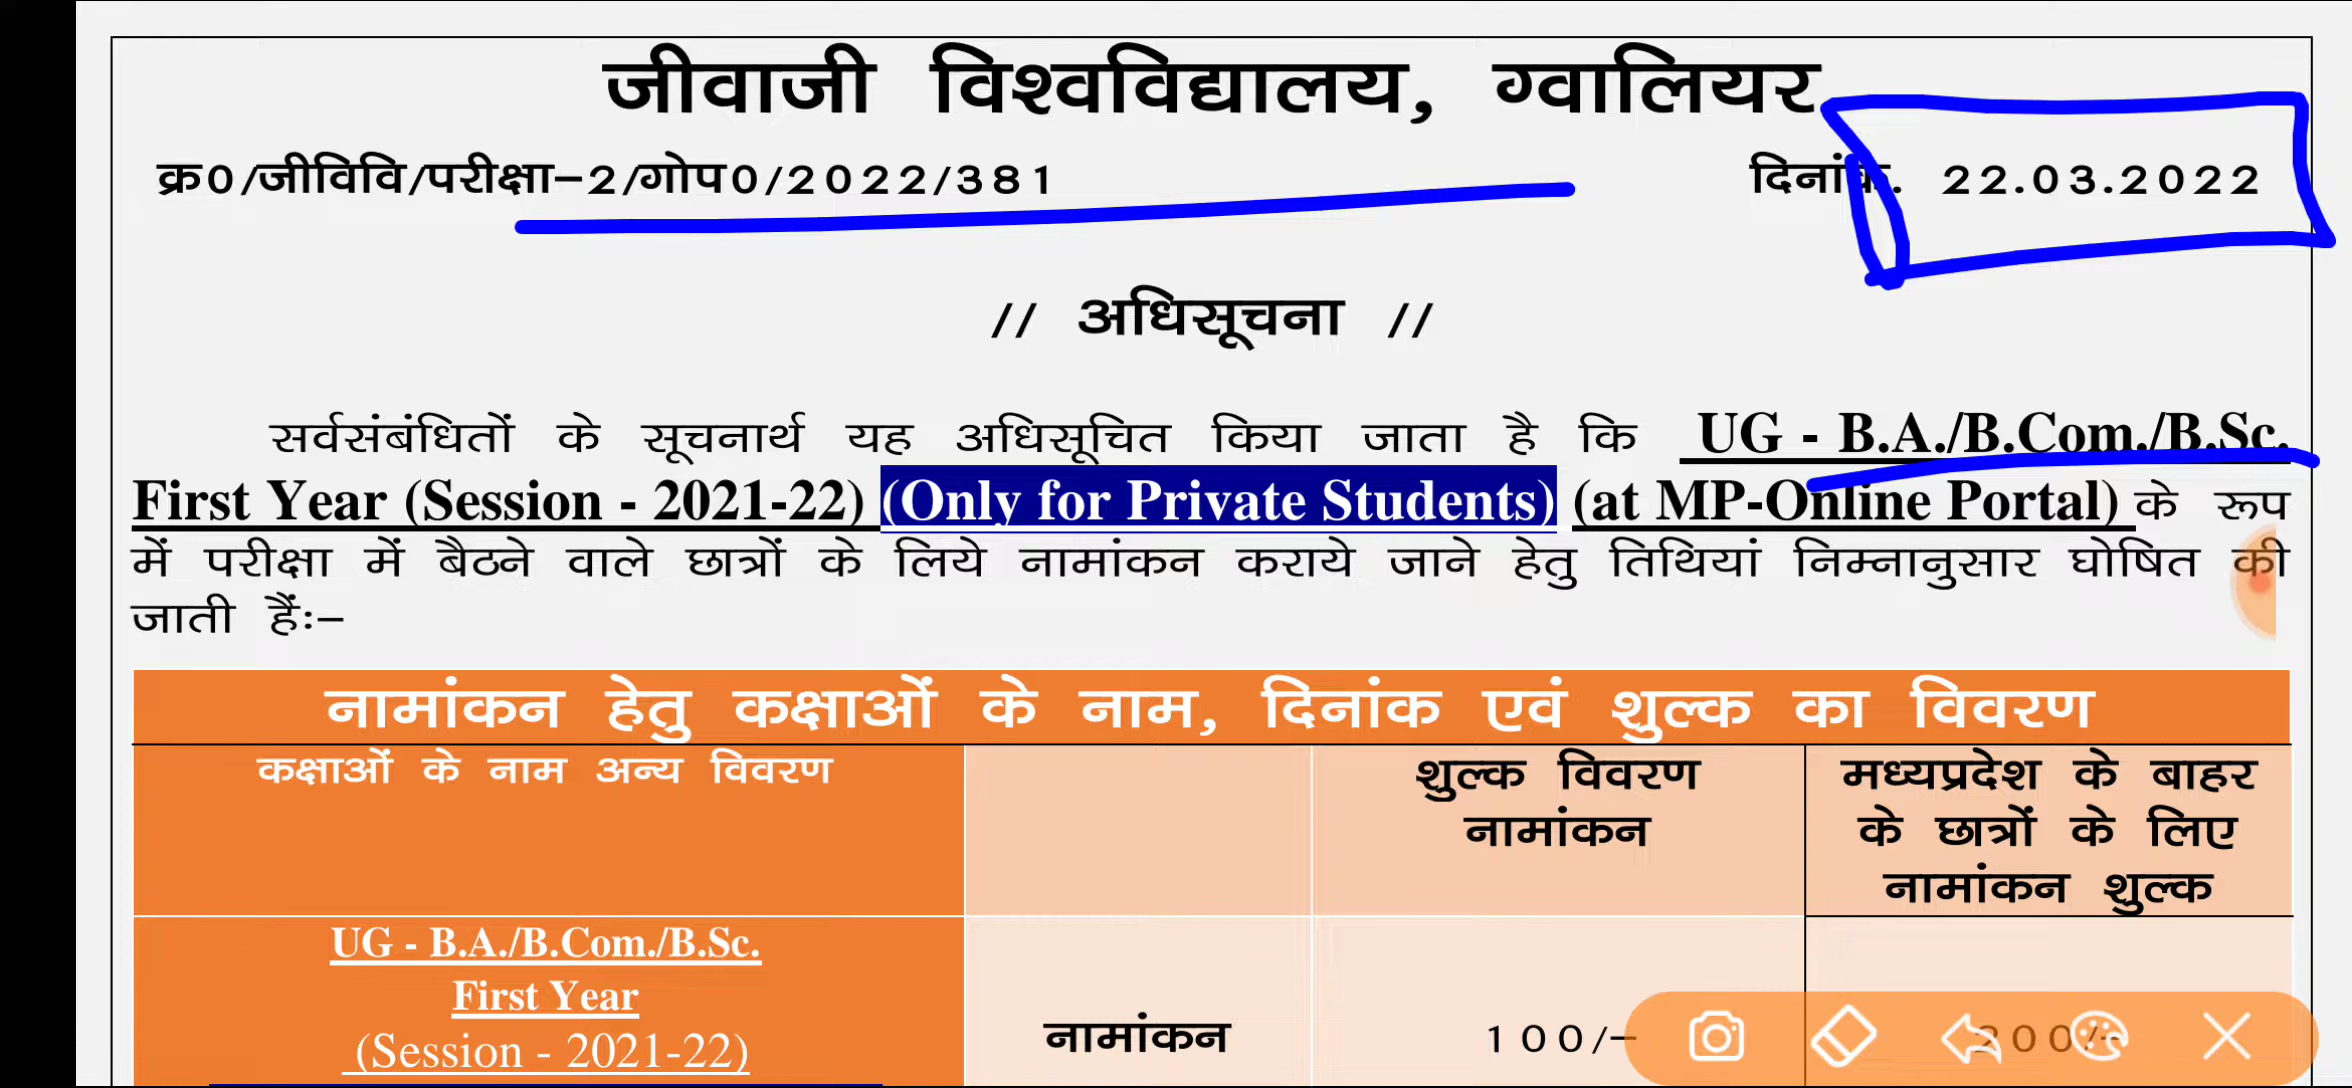 जीवाजी विश्वविद्यालय, ग्वालियर
क्र0/जीविवि/परीक्षा–2/गोप0/2022/381 दिनांक. 22.03.2022
// अधिसूचना //
सर्वसंबंधितों के सूचनार्थ यह अधिसूचित किया जाता है कि UG - B.A./B.Com./B.Sc.
First Year (Session - 2021-22) (Only for Private Students) (at MP-Online Portal) के रूप
में परीक्षा में बैठने वाले छात्रों के लिये नामांकन कराये जाने हेतु तिथियां निम्नानुसार घोषित की
जाती हैंः–
नामांकन हेतु कक्षाओं के नाम, दिनांक एवं शुल्क का विवरण
कक्षाओं के नाम अन्य विवरण
शुल्क विवरण
नामांकन
मध्यप्रदेश के बाहर
के छात्रों के लिए
नामांकन शुल्क
UG - B.A./B.Com./B.Sc.
First Year
(Session - 2021-22)
नामांकन 100/–